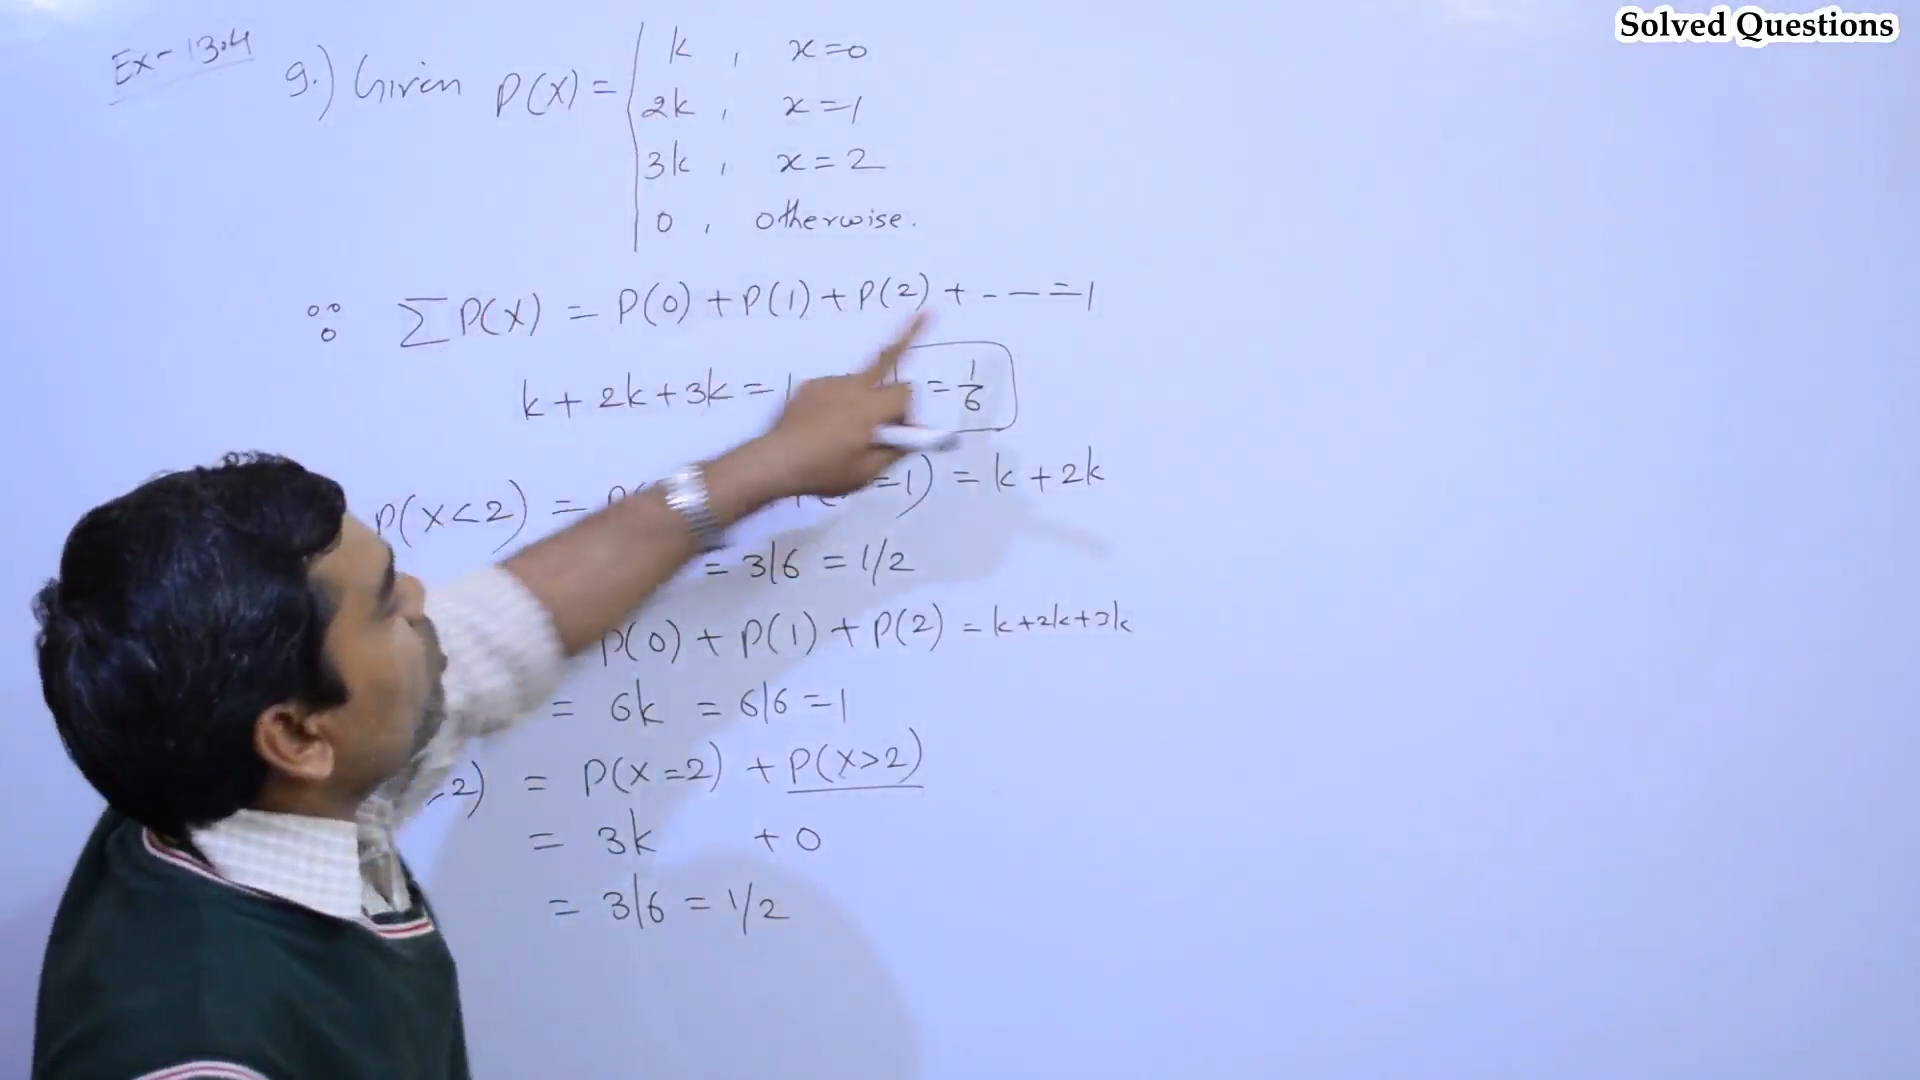 Solved Questions
Ex-13.4
9.) Given P(X) =
k , x=0
2k , x=1
3k , x=2
0 , otherwise.
∵ ∑P(X) = P(0) + P(1) + P(2) + - — = 1
k + 2k + 3k = 1 = 1/6
P(X<2) = =1) = k + 2k
= 3/6 = 1/2
P(0) + P(1) + P(2) = k+2k+3k
= 6k = 6/6 = 1
2) = P(X=2) + P(X>2)
= 3k + 0
= 3/6 = 1/2